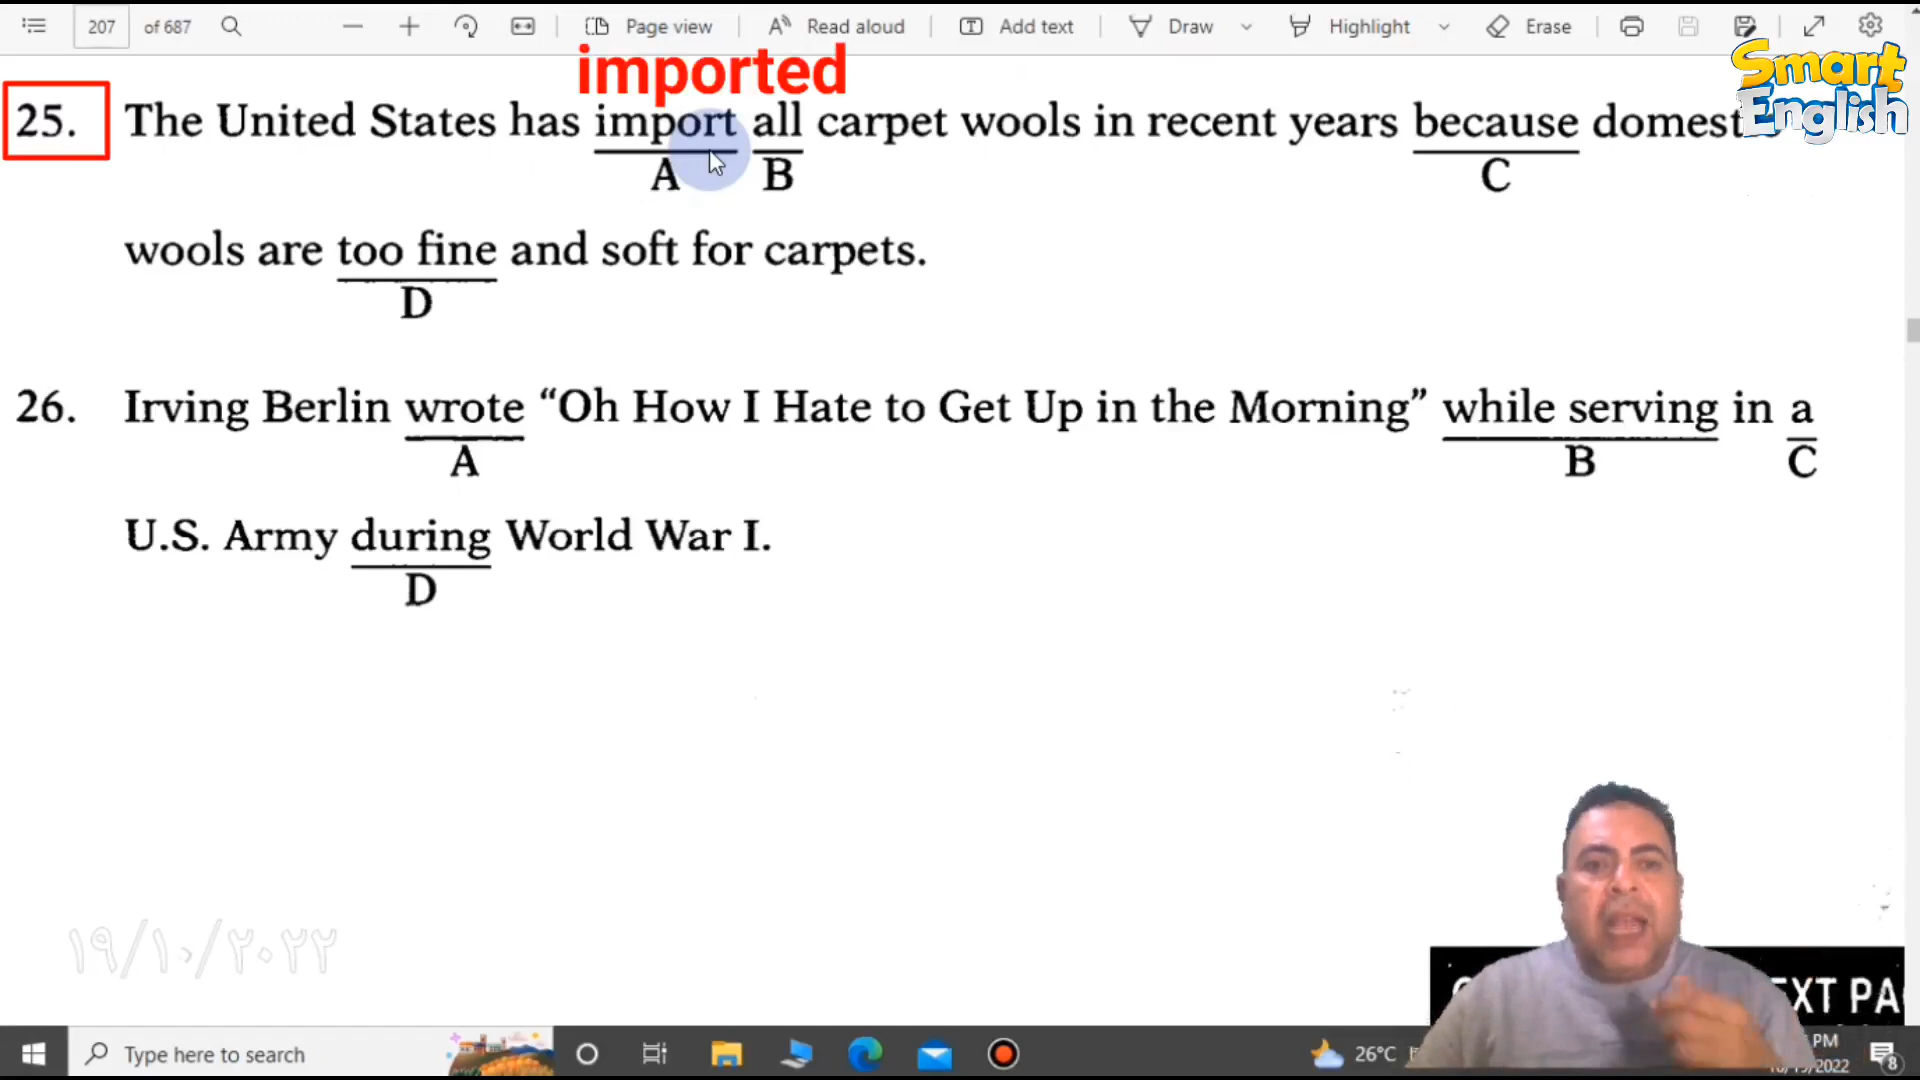 207 of 687 Page view Read aloud Add text Draw Highlight Erase
Smart English
imported
25. The United States has import all carpet wools in recent years because domest
A B C
wools are too fine and soft for carpets.
D
26. Irving Berlin wrote “Oh How I Hate to Get Up in the Morning” while serving in a
A B C
U.S. Army during World War I.
D
١٩/١٠/٢٠٢٢
EXT PA
Type here to search 26°C PM
8